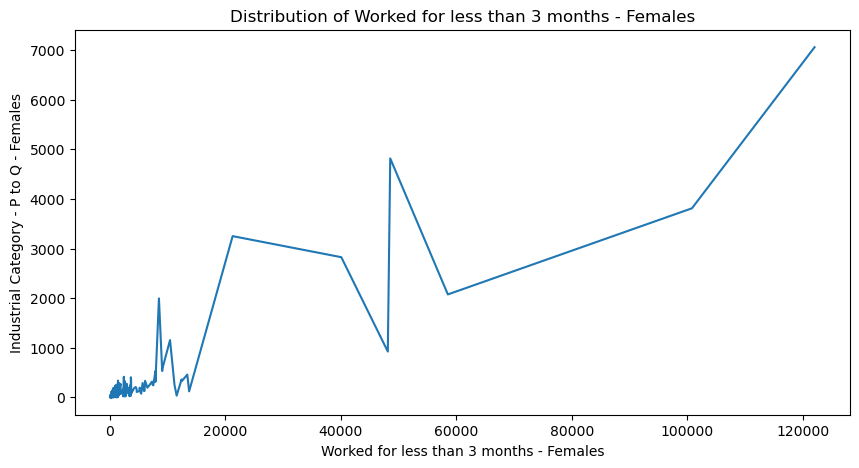 Distribution of Worked for less than 3 months - Females
7000
6000
5000
4000
3000
2000
1000
0
Industrial Category - P to Q - Females
0 20000 40000 60000 80000 100000 120000
Worked for less than 3 months - Females